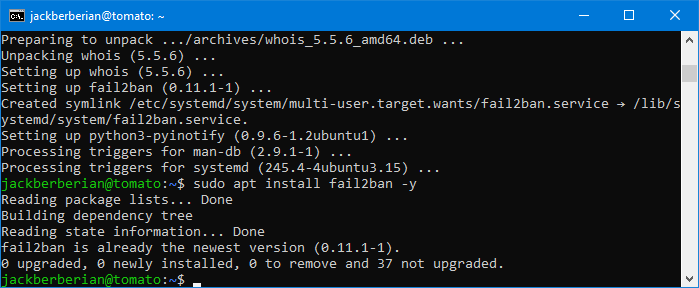 jackberberian@tomato: ~
Preparing to unpack .../archives/whois_5.5.6_amd64.deb ...
Unpacking whois (5.5.6) ...
Setting up whois (5.5.6) ...
Setting up fail2ban (0.11.1-1) ...
Created symlink /etc/systemd/system/multi-user.target.wants/fail2ban.service → /lib/s
ystemd/system/fail2ban.service.
Setting up python3-pyinotify (0.9.6-1.2ubuntu1) ...
Processing triggers for man-db (2.9.1-1) ...
Processing triggers for systemd (245.4-4ubuntu3.15) ...
jackberberian@tomato:~$ sudo apt install fail2ban -y
Reading package lists... Done
Building dependency tree
Reading state information... Done
fail2ban is already the newest version (0.11.1-1).
0 upgraded, 0 newly installed, 0 to remove and 37 not upgraded.
jackberberian@tomato:~$